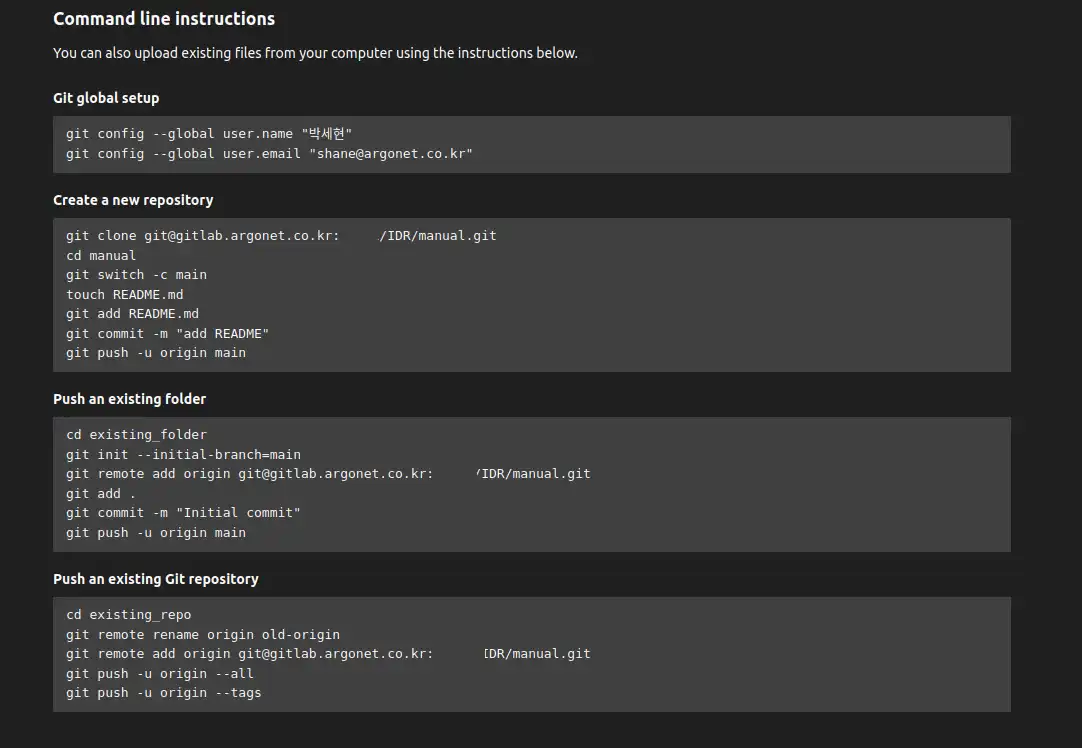 Command line instructions
You can also upload existing files from your computer using the instructions below.
Git global setup
git config --global user.name "박세현"
git config --global user.email "shane@argonet.co.kr"
Create a new repository
git clone git@gitlab.argonet.co.kr: /IDR/manual.git
cd manual
git switch -c main
touch README.md
git add README.md
git commit -m "add README"
git push -u origin main
Push an existing folder
cd existing_folder
git init --initial-branch=main
git remote add origin git@gitlab.argonet.co.kr: /IDR/manual.git
git add .
git commit -m "Initial commit"
git push -u origin main
Push an existing Git repository
cd existing_repo
git remote rename origin old-origin
git remote add origin git@gitlab.argonet.co.kr: IDR/manual.git
git push -u origin --all
git push -u origin --tags